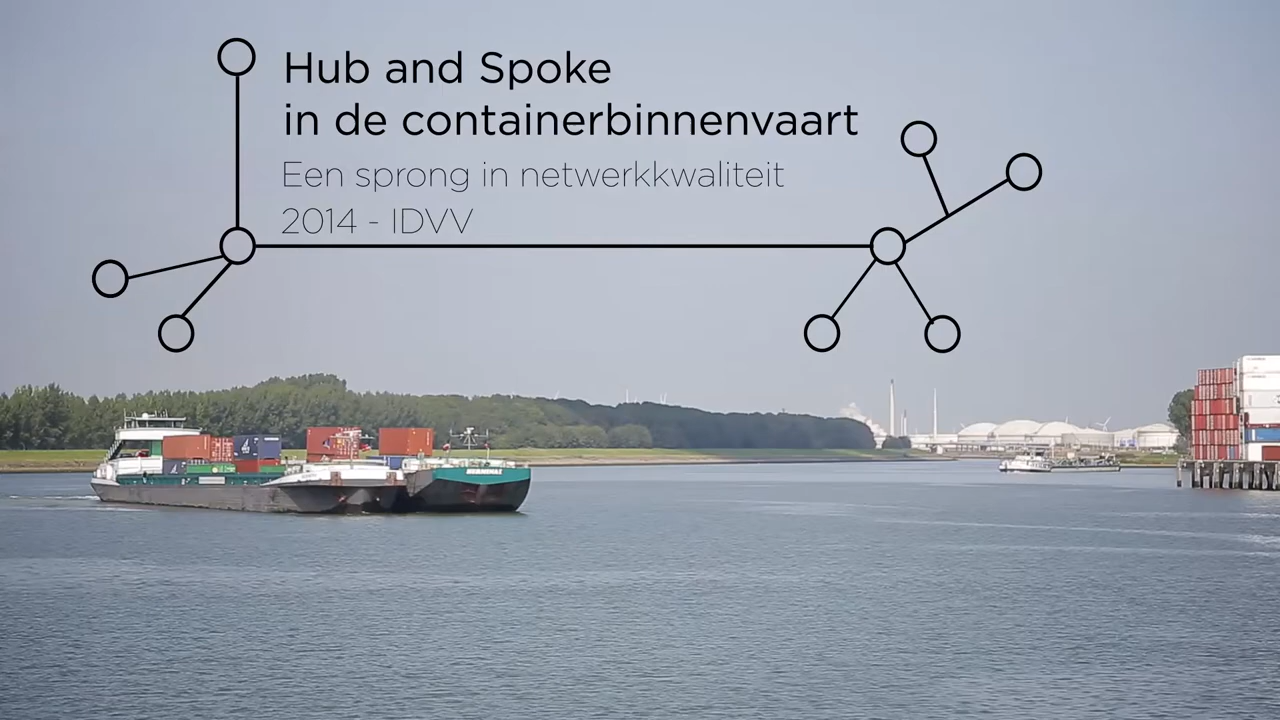 Hub and Spoke
in de containerbinnenvaart
Een sprong in netwerkkwaliteit
2014 - IDVV